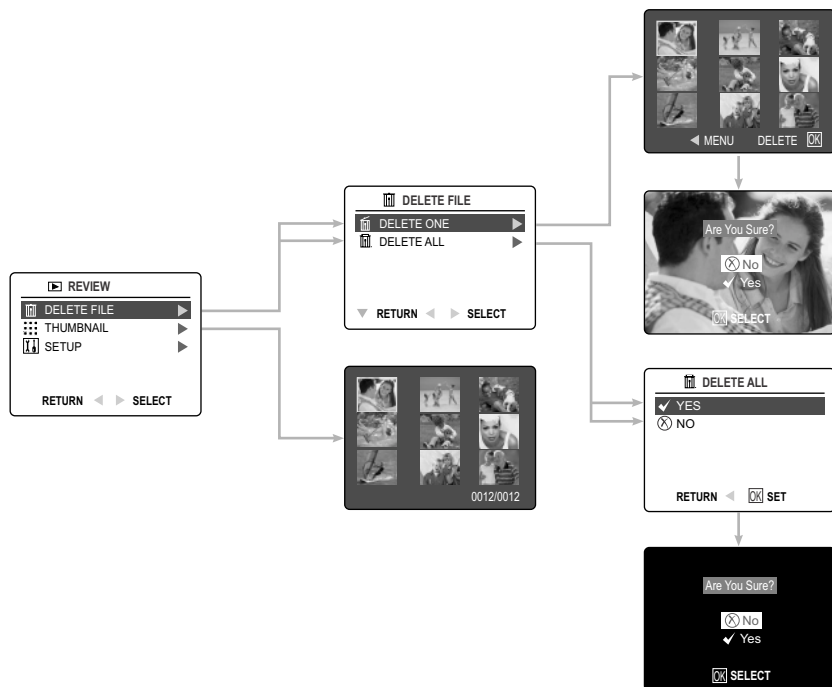 REVIEW
DELETE FILE
THUMBNAIL
SETUP
RETURN SELECT
DELETE FILE
DELETE ONE
DELETE ALL
RETURN SELECT
0012/0012
MENU DELETE OK
Are You Sure?
No
Yes
OK SELECT
DELETE ALL
YES
NO
RETURN OK SET
Are You Sure?
No
Yes
OK SELECT